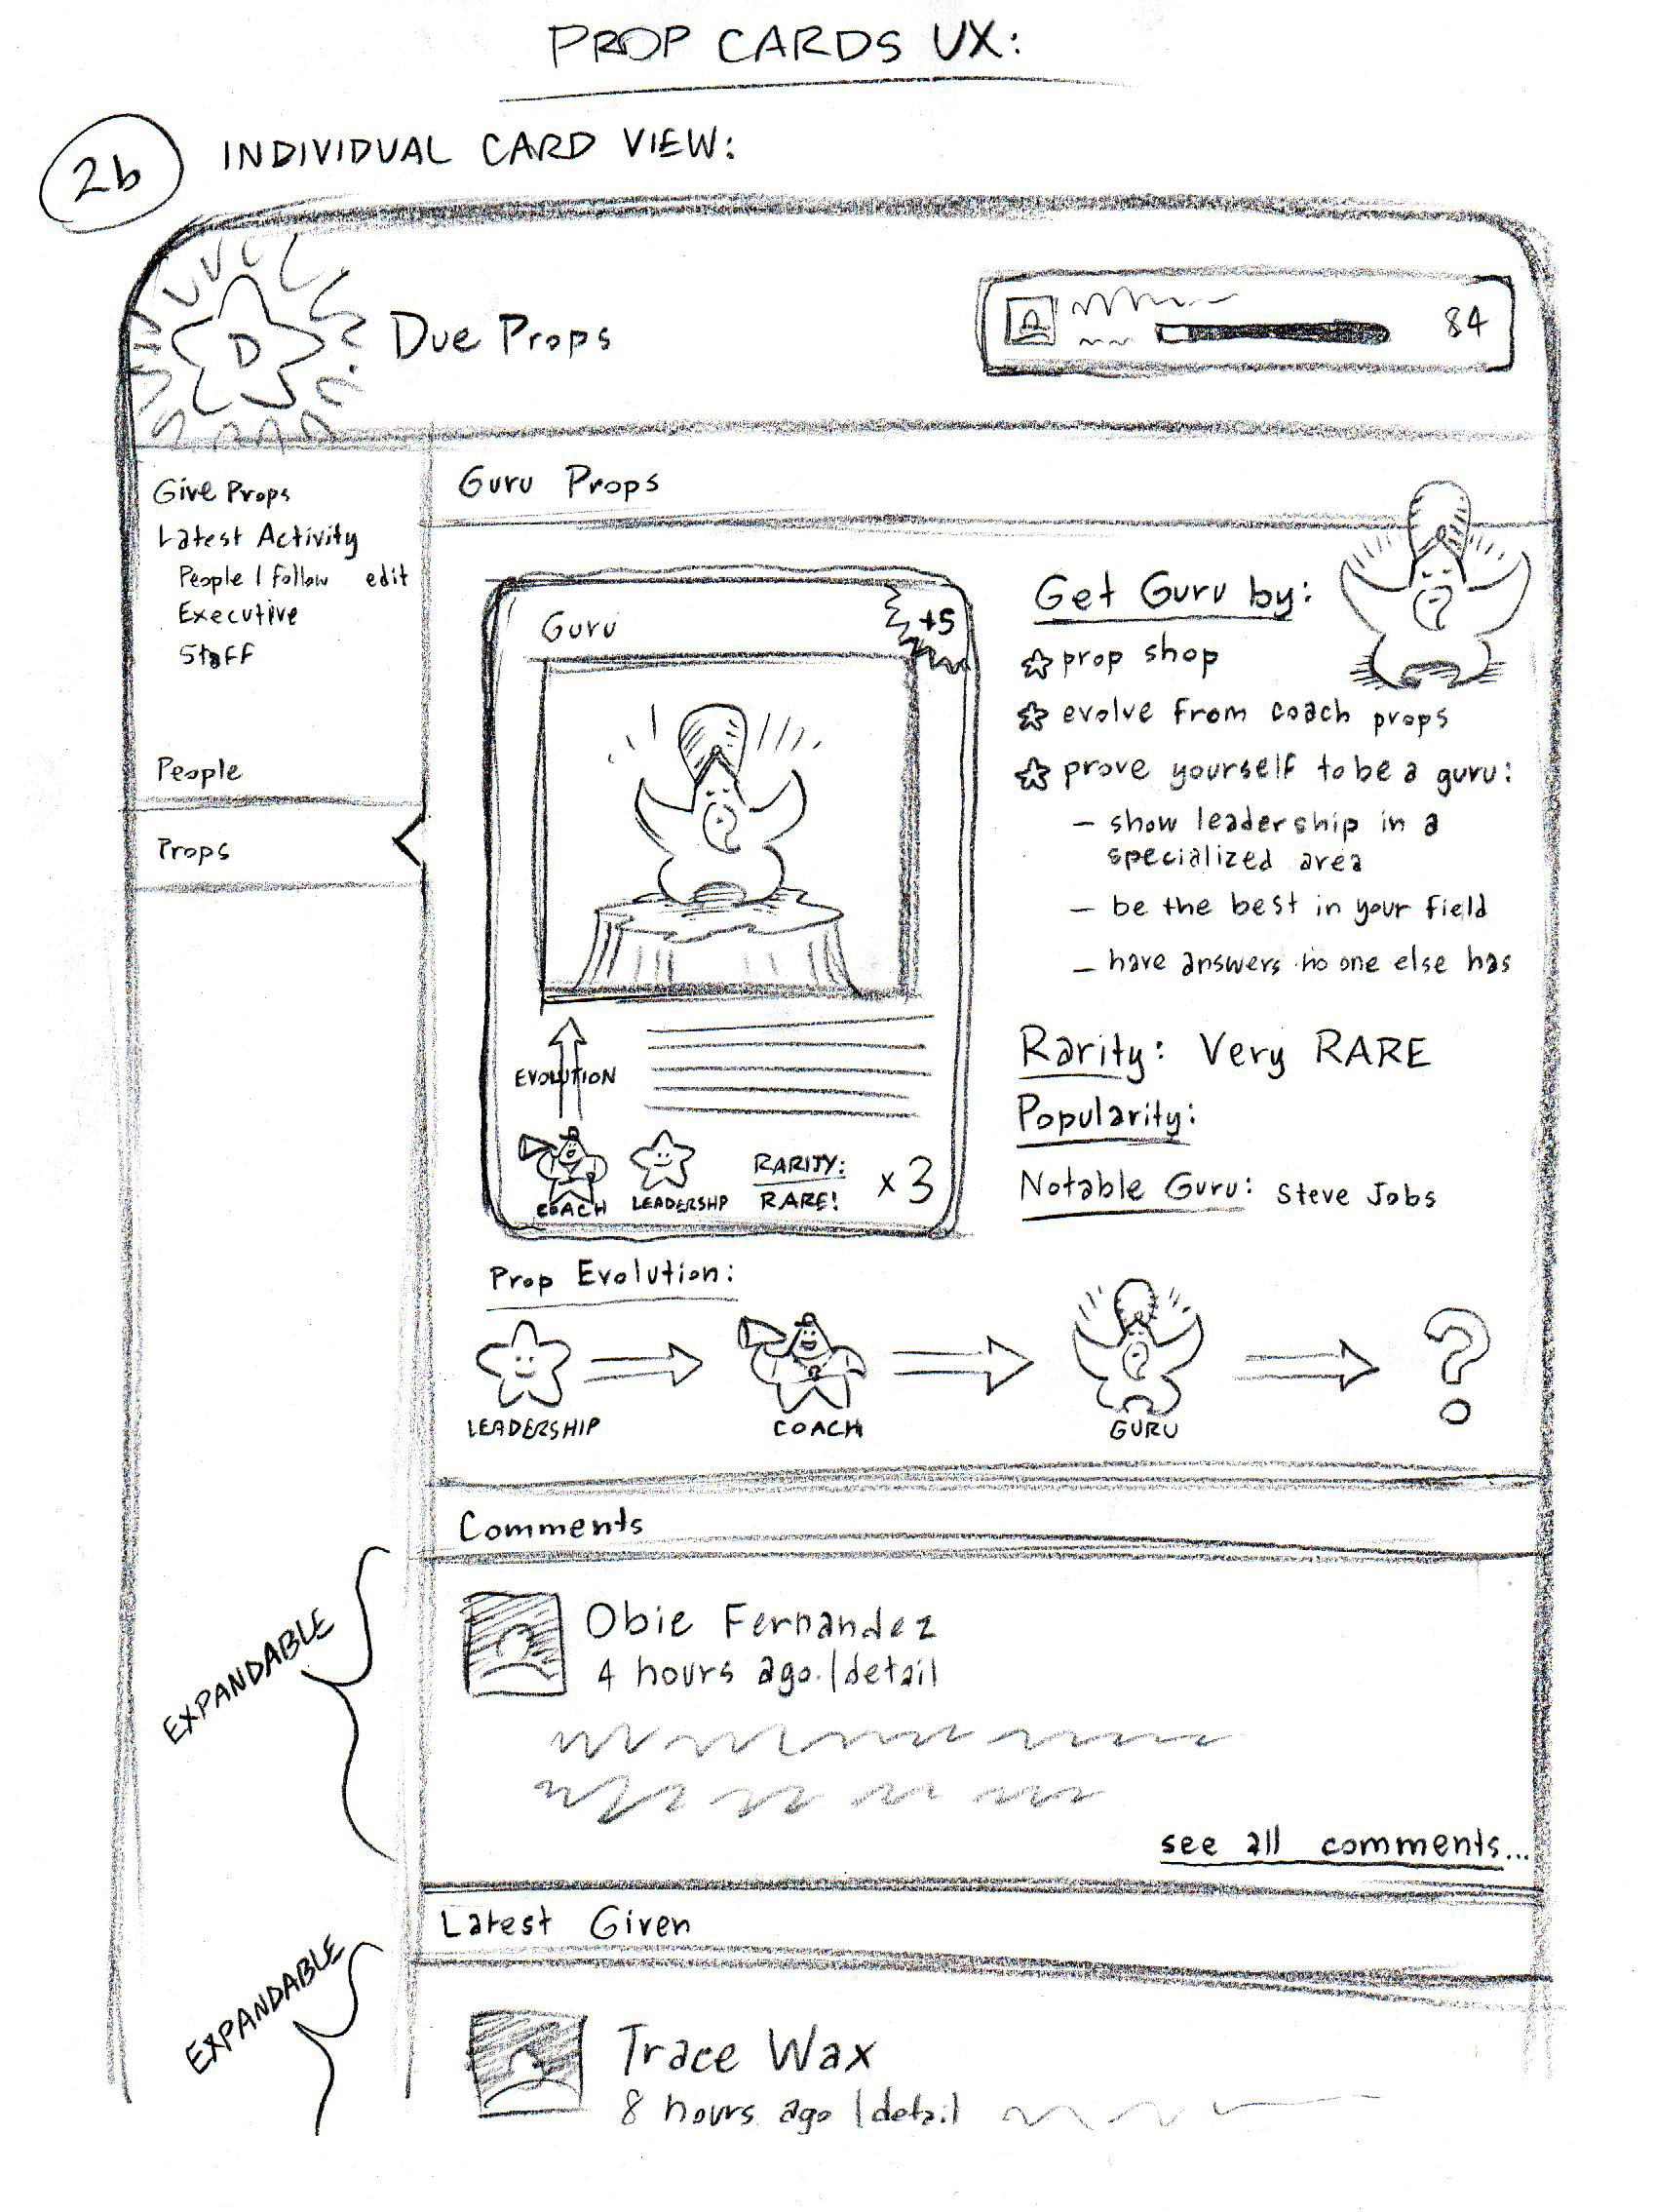 PROP CARDS UX:
2b
INDIVIDUAL CARD VIEW:
D
Due Props
84
Give Props
Latest Activity
People I follow edit
Executive
Staff
People
Props
Guru Props
Guru
+5
EVOLUTION
COACH
LEADERSHP
RARITY:
RARE!
x3
Get Guru by:
prop shop
evolve from coach props
prove yourself to be a guru:
- show leadership in a
specialized area
- be the best in your field
- have answers no one else has
Rarity: Very RARE
Popularity:
Notable Guru: Steve Jobs
Prop Evolution:
LEADERSHIP
COACH
GURU
?
Comments
EXPANDABLE
Obie Fernandez
4 hours ago. | detail
see all comments...
Latest Given
EXPANDABLE
Trace Wax
8 hours ago | detail